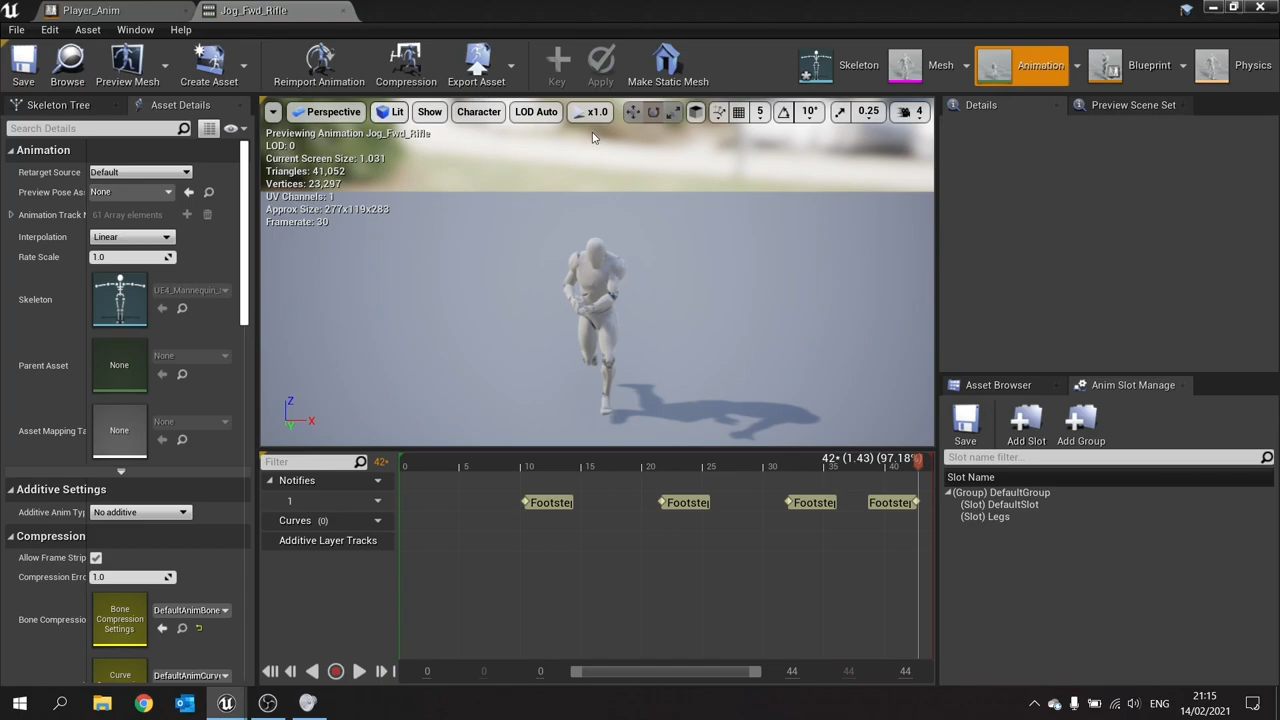 Player_Anim
Jog_Fwd_Rifle
File Edit Asset Window Help
Save Browse Preview Mesh Create Asset Reimport Animation Compression Export Asset Key Apply Make Static Mesh Skeleton Mesh Animation Blueprint Physics
Skeleton Tree Asset Details
Search Details
Animation
Retarget Source Default
Preview Pose As: None
Animation Track M 61 Array elements
Interpolation Linear
Rate Scale 1.0
Skeleton UE4_Mannequin_
Parent Asset None None
Asset Mapping Ta None None
Additive Settings
Additive Anim Ty No additive
Compression
Allow Frame Strip
Compression Erro 1.0
Bone Compressio Bone Compression Settings DefaultAnimBone
Curve DefaultAnimCurve
Perspective Lit Show Character LOD Auto x1.0 5 10° 0.25 4
Previewing Animation Jog_Fwd_Rifle
LOD: 0
Current Screen Size: 1.031
Triangles: 41,052
Vertices: 23,297
UV Channels: 1
Approx Size: 277x119x283
Framerate: 30
Z
X
Y
42* (1.43) (97.18%)
Filter 42* 0 5 10 15 20 25 30 35 40
Notifies
1 Footstep Footstep Footstep Footstep
Curves (0)
Additive Layer Tracks
0 0 0 44 44 44
Details Preview Scene Set
Asset Browser Anim Slot Manage
Save Add Slot Add Group
Slot name filter...
Slot Name
(Group) DefaultGroup
(Slot) DefaultSlot
(Slot) Legs
ENG
21:15
14/02/2021